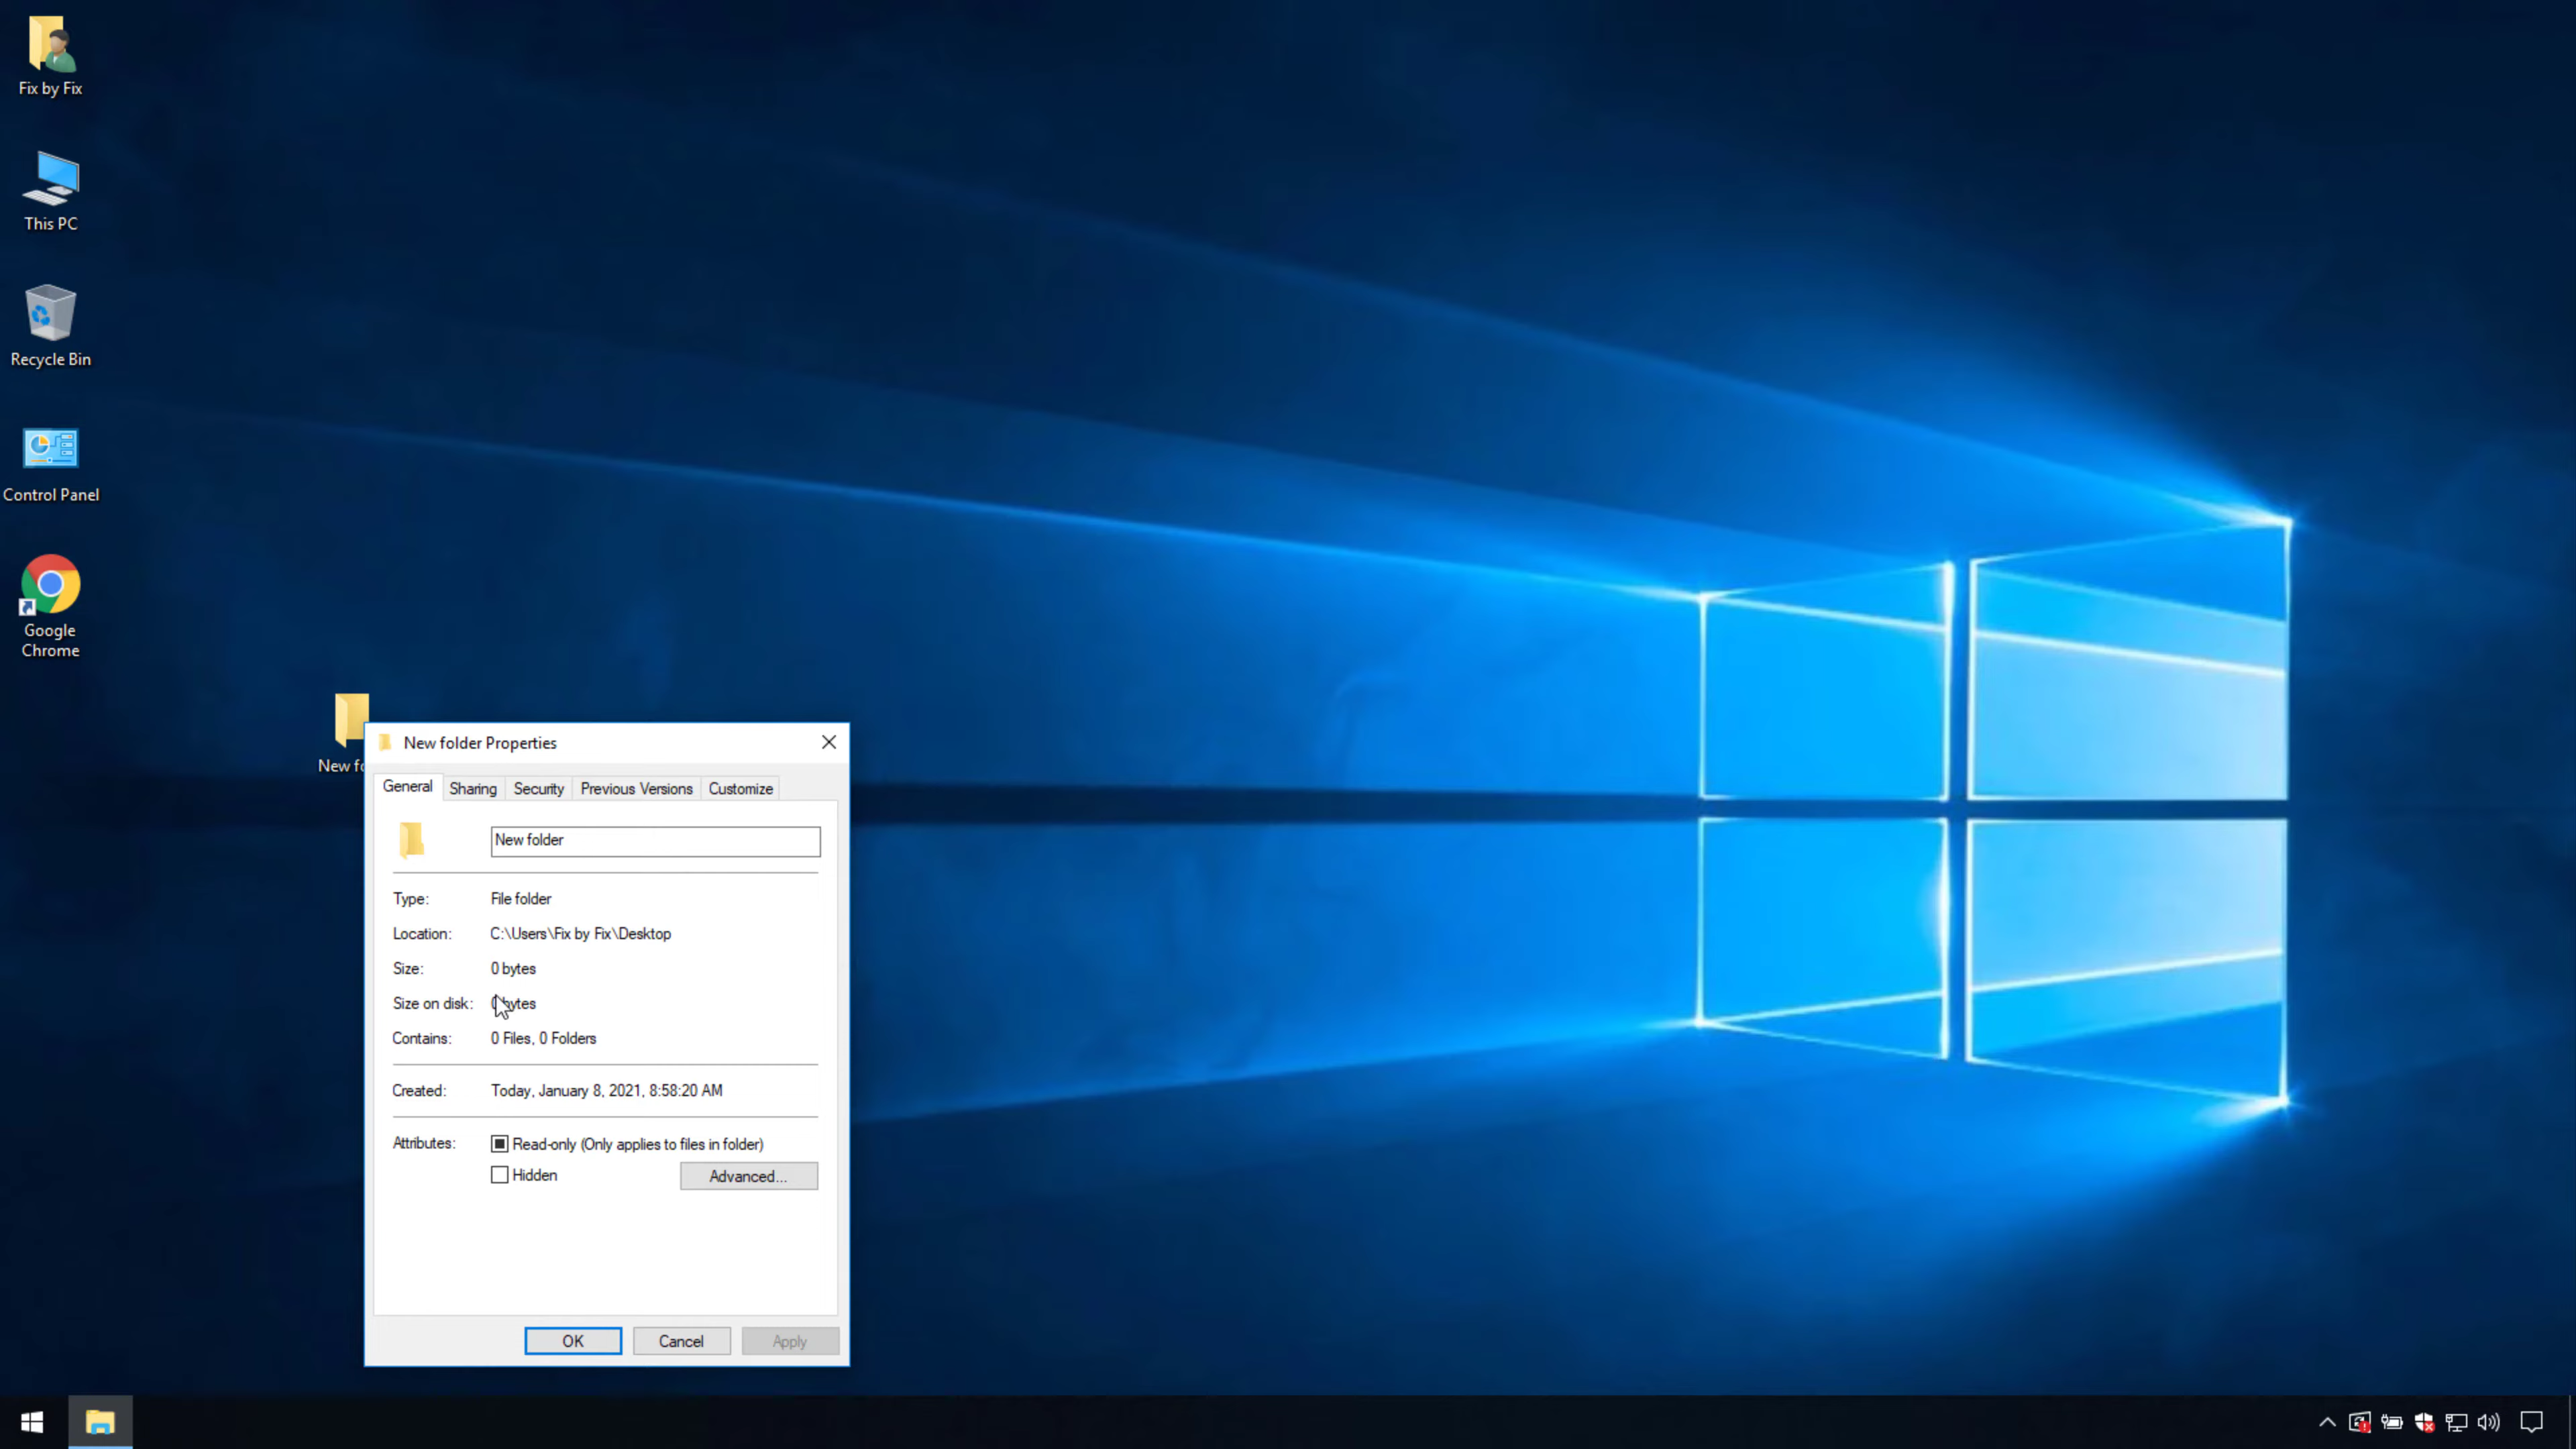 Fix by Fix
This PC
Recycle Bin
Control Panel
Google
Chrome
New fo
New folder Properties
General Sharing Security Previous Versions Customize
New folder
Type: File folder
Location: C:\Users\Fix by Fix\Desktop
Size: 0 bytes
Size on disk: 0 bytes
Contains: 0 Files, 0 Folders
Created: Today, January 8, 2021, 8:58:20 AM
Attributes: Read-only (Only applies to files in folder)
Hidden Advanced...
OK Cancel Apply